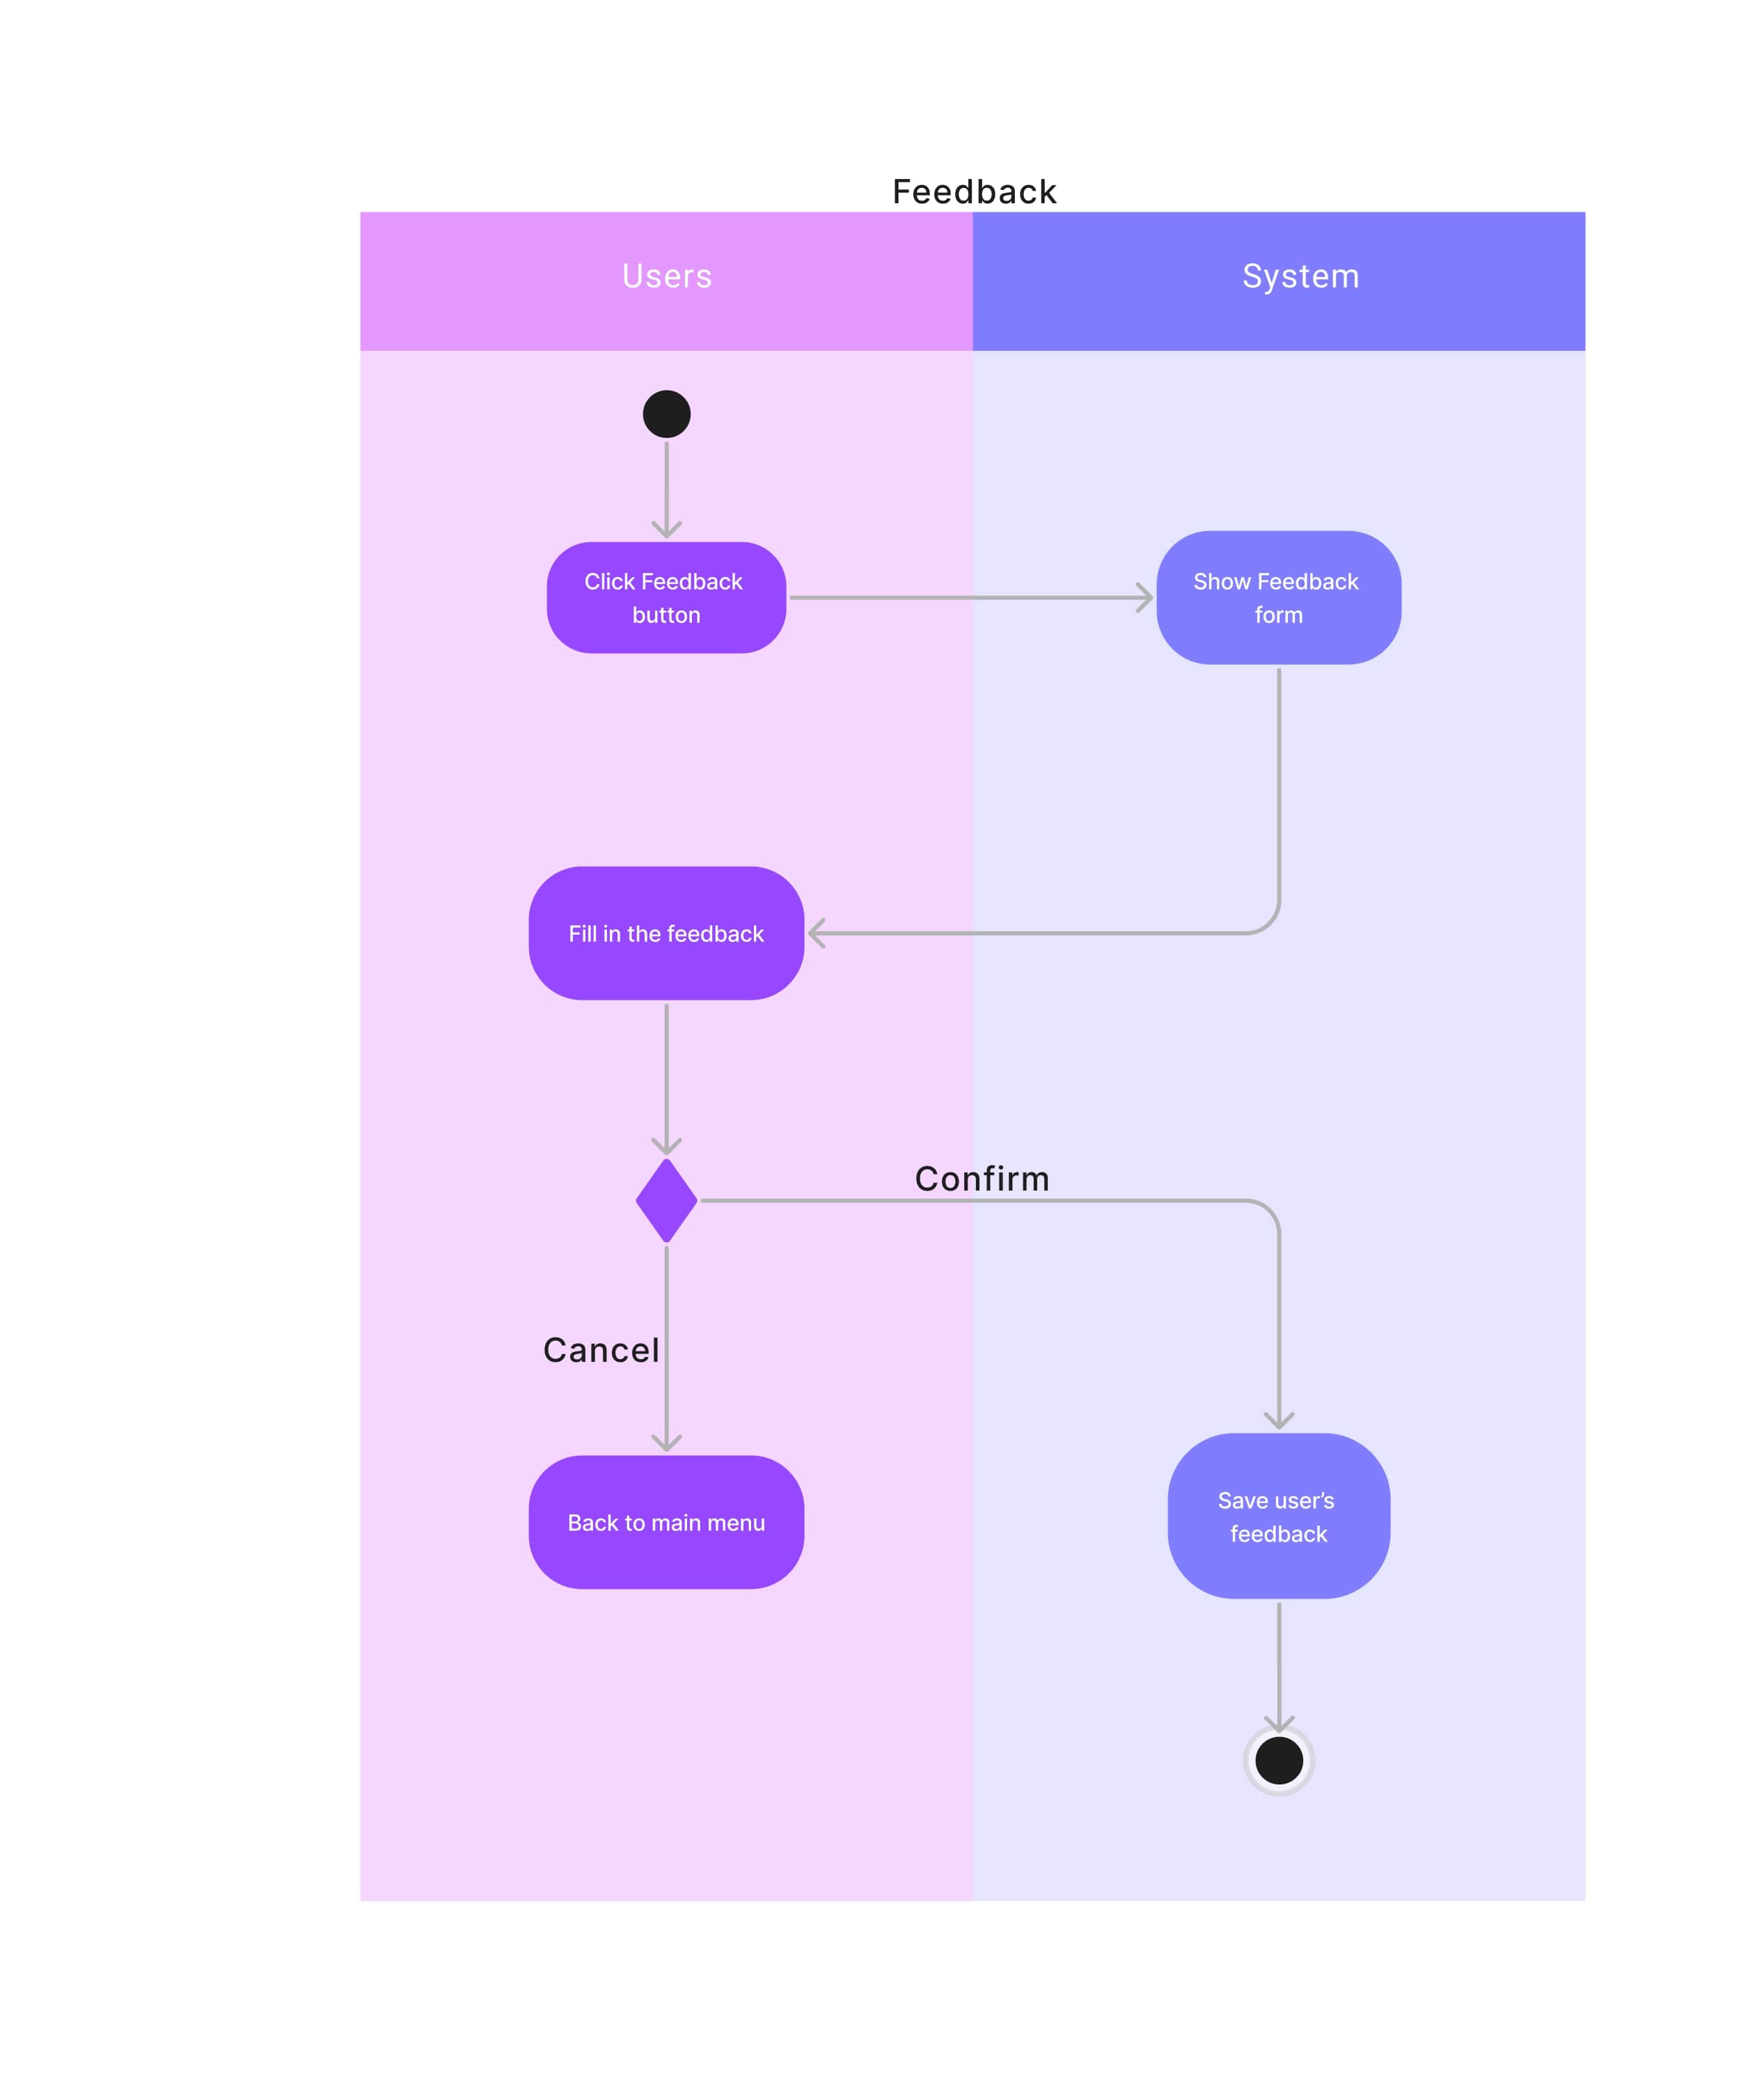 Feedback
Users
System
Click Feedback
button
Show Feedback
form
Fill in the feedback
Confirm
Cancel
Back to main menu
Save user’s
feedback